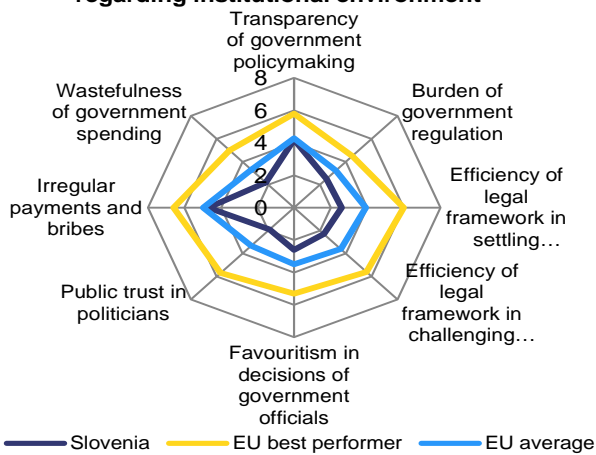 regarding institutional environment
Transparency
of government
policymaking
8
6
4
2
0
Burden of
government
regulation
Efficiency of
legal
framework in
settling…
Efficiency of
legal
framework in
challenging…
Favouritism in
decisions of
government
officials
Public trust in
politicians
Irregular
payments and
bribes
Wastefulness
of government
spending
Slovenia
EU best performer
EU average